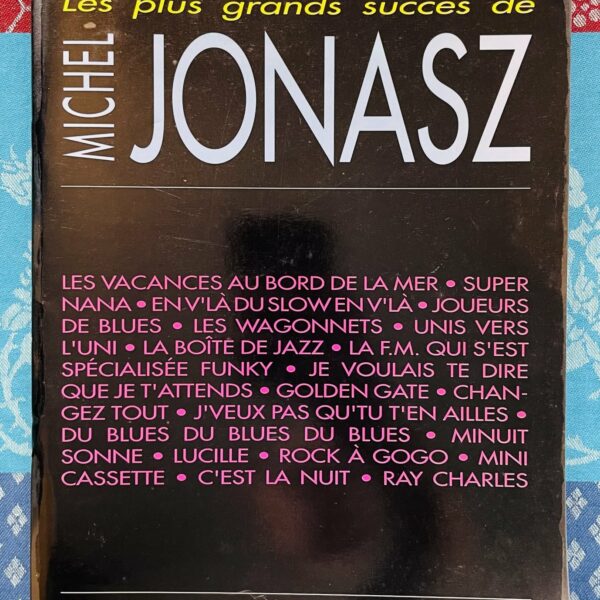 Les plus grands succès de
MICHEL
JONASZ
LES VACANCES AU BORD DE LA MER • SUPER
NANA • EN V'LÀ DU SLOW EN V'LÀ • JOUEURS
DE BLUES • LES WAGONNETS • UNIS VERS
L'UNI • LA BOÎTE DE JAZZ • LA F.M. QUI S'EST
SPÉCIALISÉE FUNKY • JE VOULAIS TE DIRE
QUE JE T'ATTENDS • GOLDEN GATE • CHAN-
GEZ TOUT • J'VEUX PAS QU'TU T'EN AILLES •
DU BLUES DU BLUES DU BLUES • MINUIT
SONNE • LUCILLE • ROCK À GOGO • MINI
CASSETTE • C'EST LA NUIT • RAY CHARLES